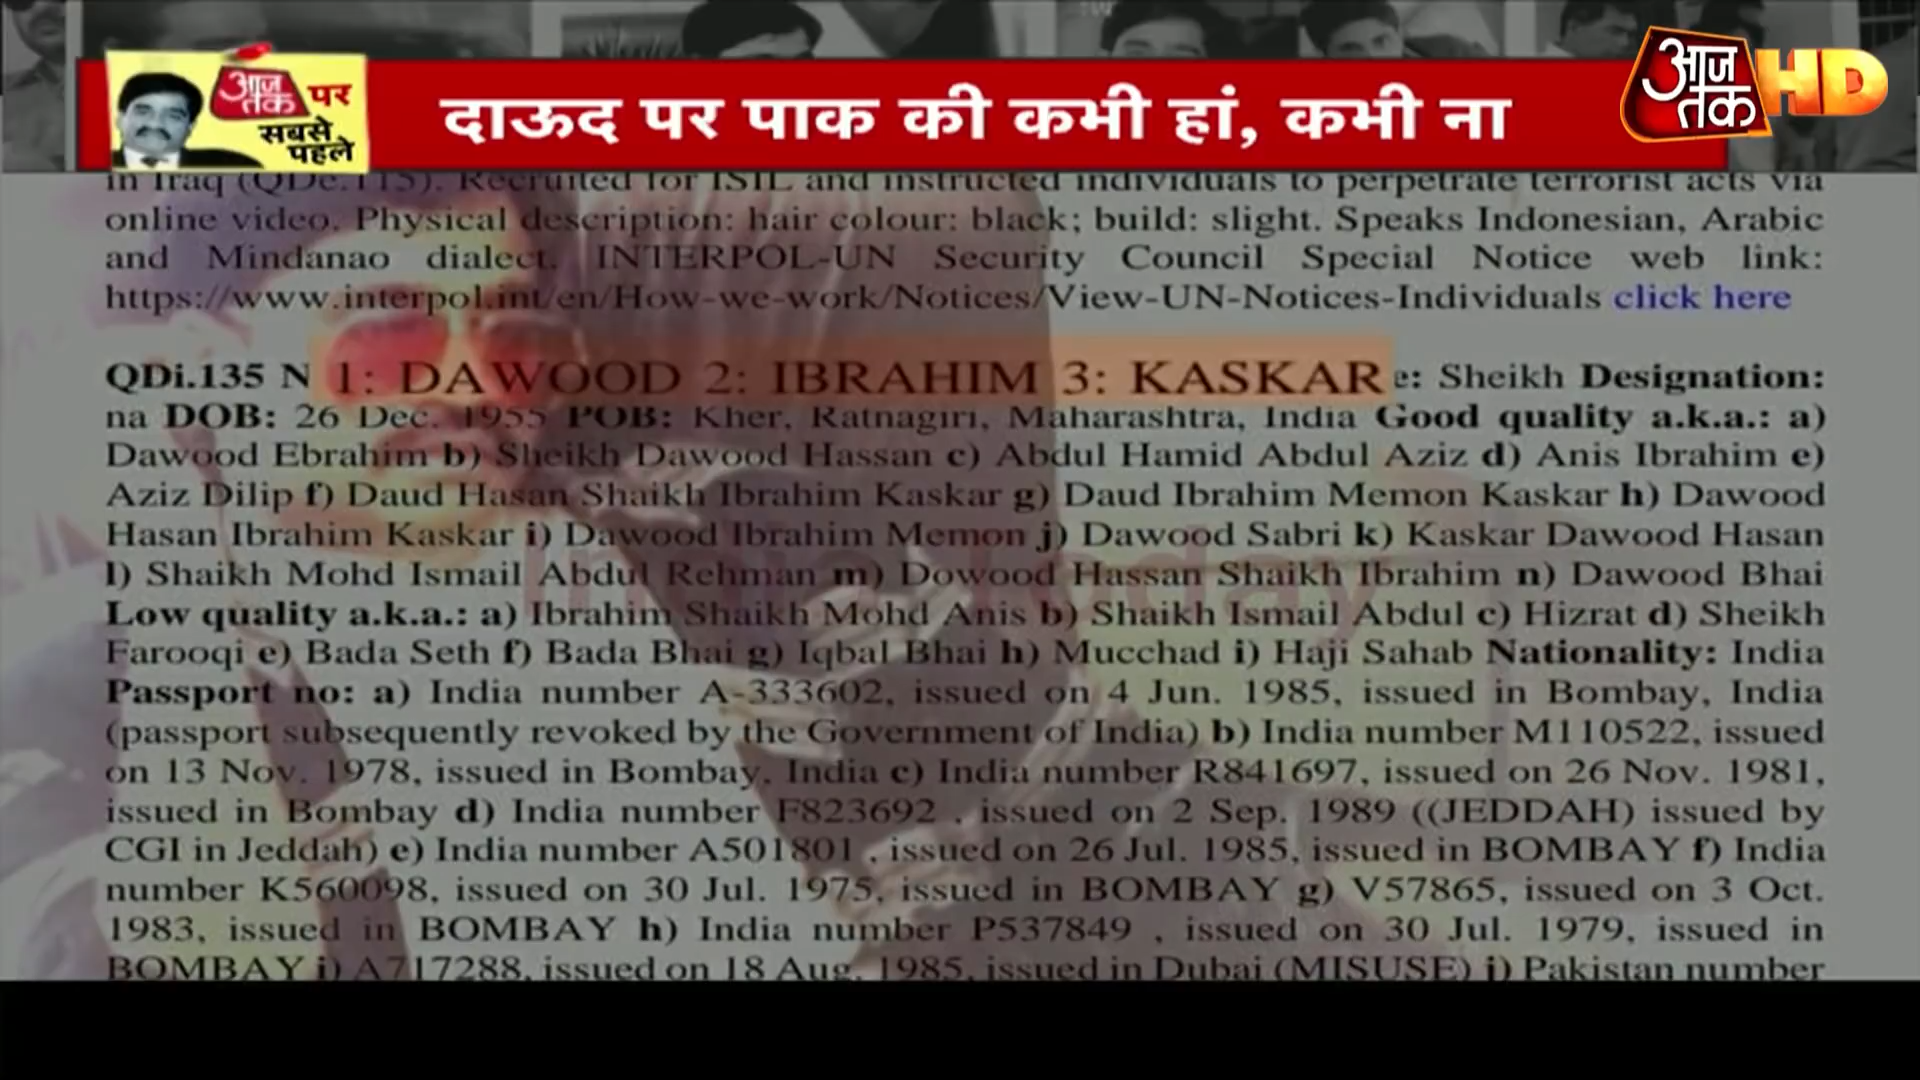 आज तक पर
सबसे पहले
दाऊद पर पाक की कभी हां, कभी ना
आज तक HD
in Iraq (QDe.115). Recruited for ISIL and instructed individuals to perpetrate terrorist acts via
online video. Physical description: hair colour: black; build: slight. Speaks Indonesian, Arabic
and Mindanao dialect. INTERPOL-UN Security Council Special Notice web link:
https://www.interpol.int/en/How-we-work/Notices/View-UN-Notices-Individuals click here
QDi.135 N 1: DAWOOD 2: IBRAHIM 3: KASKAR e: Sheikh Designation:
na DOB: 26 Dec. 1955 POB: Kher, Ratnagiri, Maharashtra, India Good quality a.k.a.: a)
Dawood Ebrahim b) Sheikh Dawood Hassan c) Abdul Hamid Abdul Aziz d) Anis Ibrahim e)
Aziz Dilip f) Daud Hasan Shaikh Ibrahim Kaskar g) Daud Ibrahim Memon Kaskar h) Dawood
Hasan Ibrahim Kaskar i) Dawood Ibrahim Memon j) Dawood Sabri k) Kaskar Dawood Hasan
l) Shaikh Mohd Ismail Abdul Rehman m) Dowood Hassan Shaikh Ibrahim n) Dawood Bhai
Low quality a.k.a.: a) Ibrahim Shaikh Mohd Anis b) Shaikh Ismail Abdul c) Hizrat d) Sheikh
Farooqi e) Bada Seth f) Bada Bhai g) Iqbal Bhai h) Mucchad i) Haji Sahab Nationality: India
Passport no: a) India number A-333602, issued on 4 Jun. 1985, issued in Bombay, India
(passport subsequently revoked by the Government of India) b) India number M110522, issued
on 13 Nov. 1978, issued in Bombay, India c) India number R841697, issued on 26 Nov. 1981,
issued in Bombay d) India number F823692 , issued on 2 Sep. 1989 ((JEDDAH) issued by
CGI in Jeddah) e) India number A501801 , issued on 26 Jul. 1985, issued in BOMBAY f) India
number K560098, issued on 30 Jul. 1975, issued in BOMBAY g) V57865, issued on 3 Oct.
1983, issued in BOMBAY h) India number P537849 , issued on 30 Jul. 1979, issued in
BOMBAY i) A717288, issued on 18 Aug. 1985, issued in Dubai (MISUSE) j) Pakistan number
India Today